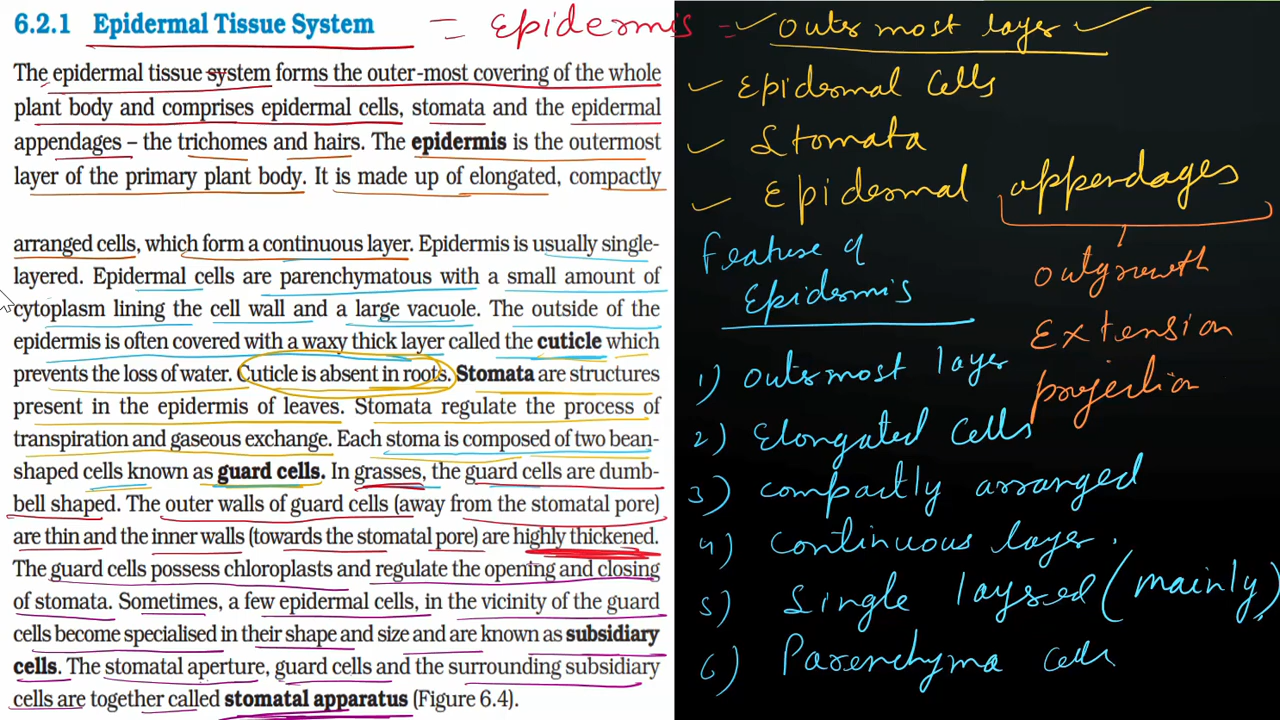 6.2.1 Epidermal Tissue System = Epidermis = outermost layer
The epidermal tissue system forms the outer-most covering of the whole
plant body and comprises epidermal cells, stomata and the epidermal
appendages – the trichomes and hairs. The epidermis is the outermost
layer of the primary plant body. It is made up of elongated, compactly
arranged cells, which form a continuous layer. Epidermis is usually single-
layered. Epidermal cells are parenchymatous with a small amount of
cytoplasm lining the cell wall and a large vacuole. The outside of the
epidermis is often covered with a waxy thick layer called the cuticle which
prevents the loss of water. Cuticle is absent in roots. Stomata are structures
present in the epidermis of leaves. Stomata regulate the process of
transpiration and gaseous exchange. Each stoma is composed of two bean-
shaped cells known as guard cells. In grasses, the guard cells are dumb-
bell shaped. The outer walls of guard cells (away from the stomatal pore)
are thin and the inner walls (towards the stomatal pore) are highly thickened.
The guard cells possess chloroplasts and regulate the opening and closing
of stomata. Sometimes, a few epidermal cells, in the vicinity of the guard
cells become specialised in their shape and size and are known as subsidiary
cells. The stomatal aperture, guard cells and the surrounding subsidiary
cells are together called stomatal apparatus (Figure 6.4).
Epidermal Cells
Stomata
Epidermal appendages
outgrowth
Extension
projection
Feature of
Epidermis
1) outermost layer
2) Elongated Cells
3) compactly arranged
4) continuous layer.
5) Single layered (mainly)
6) Parenchyma cells